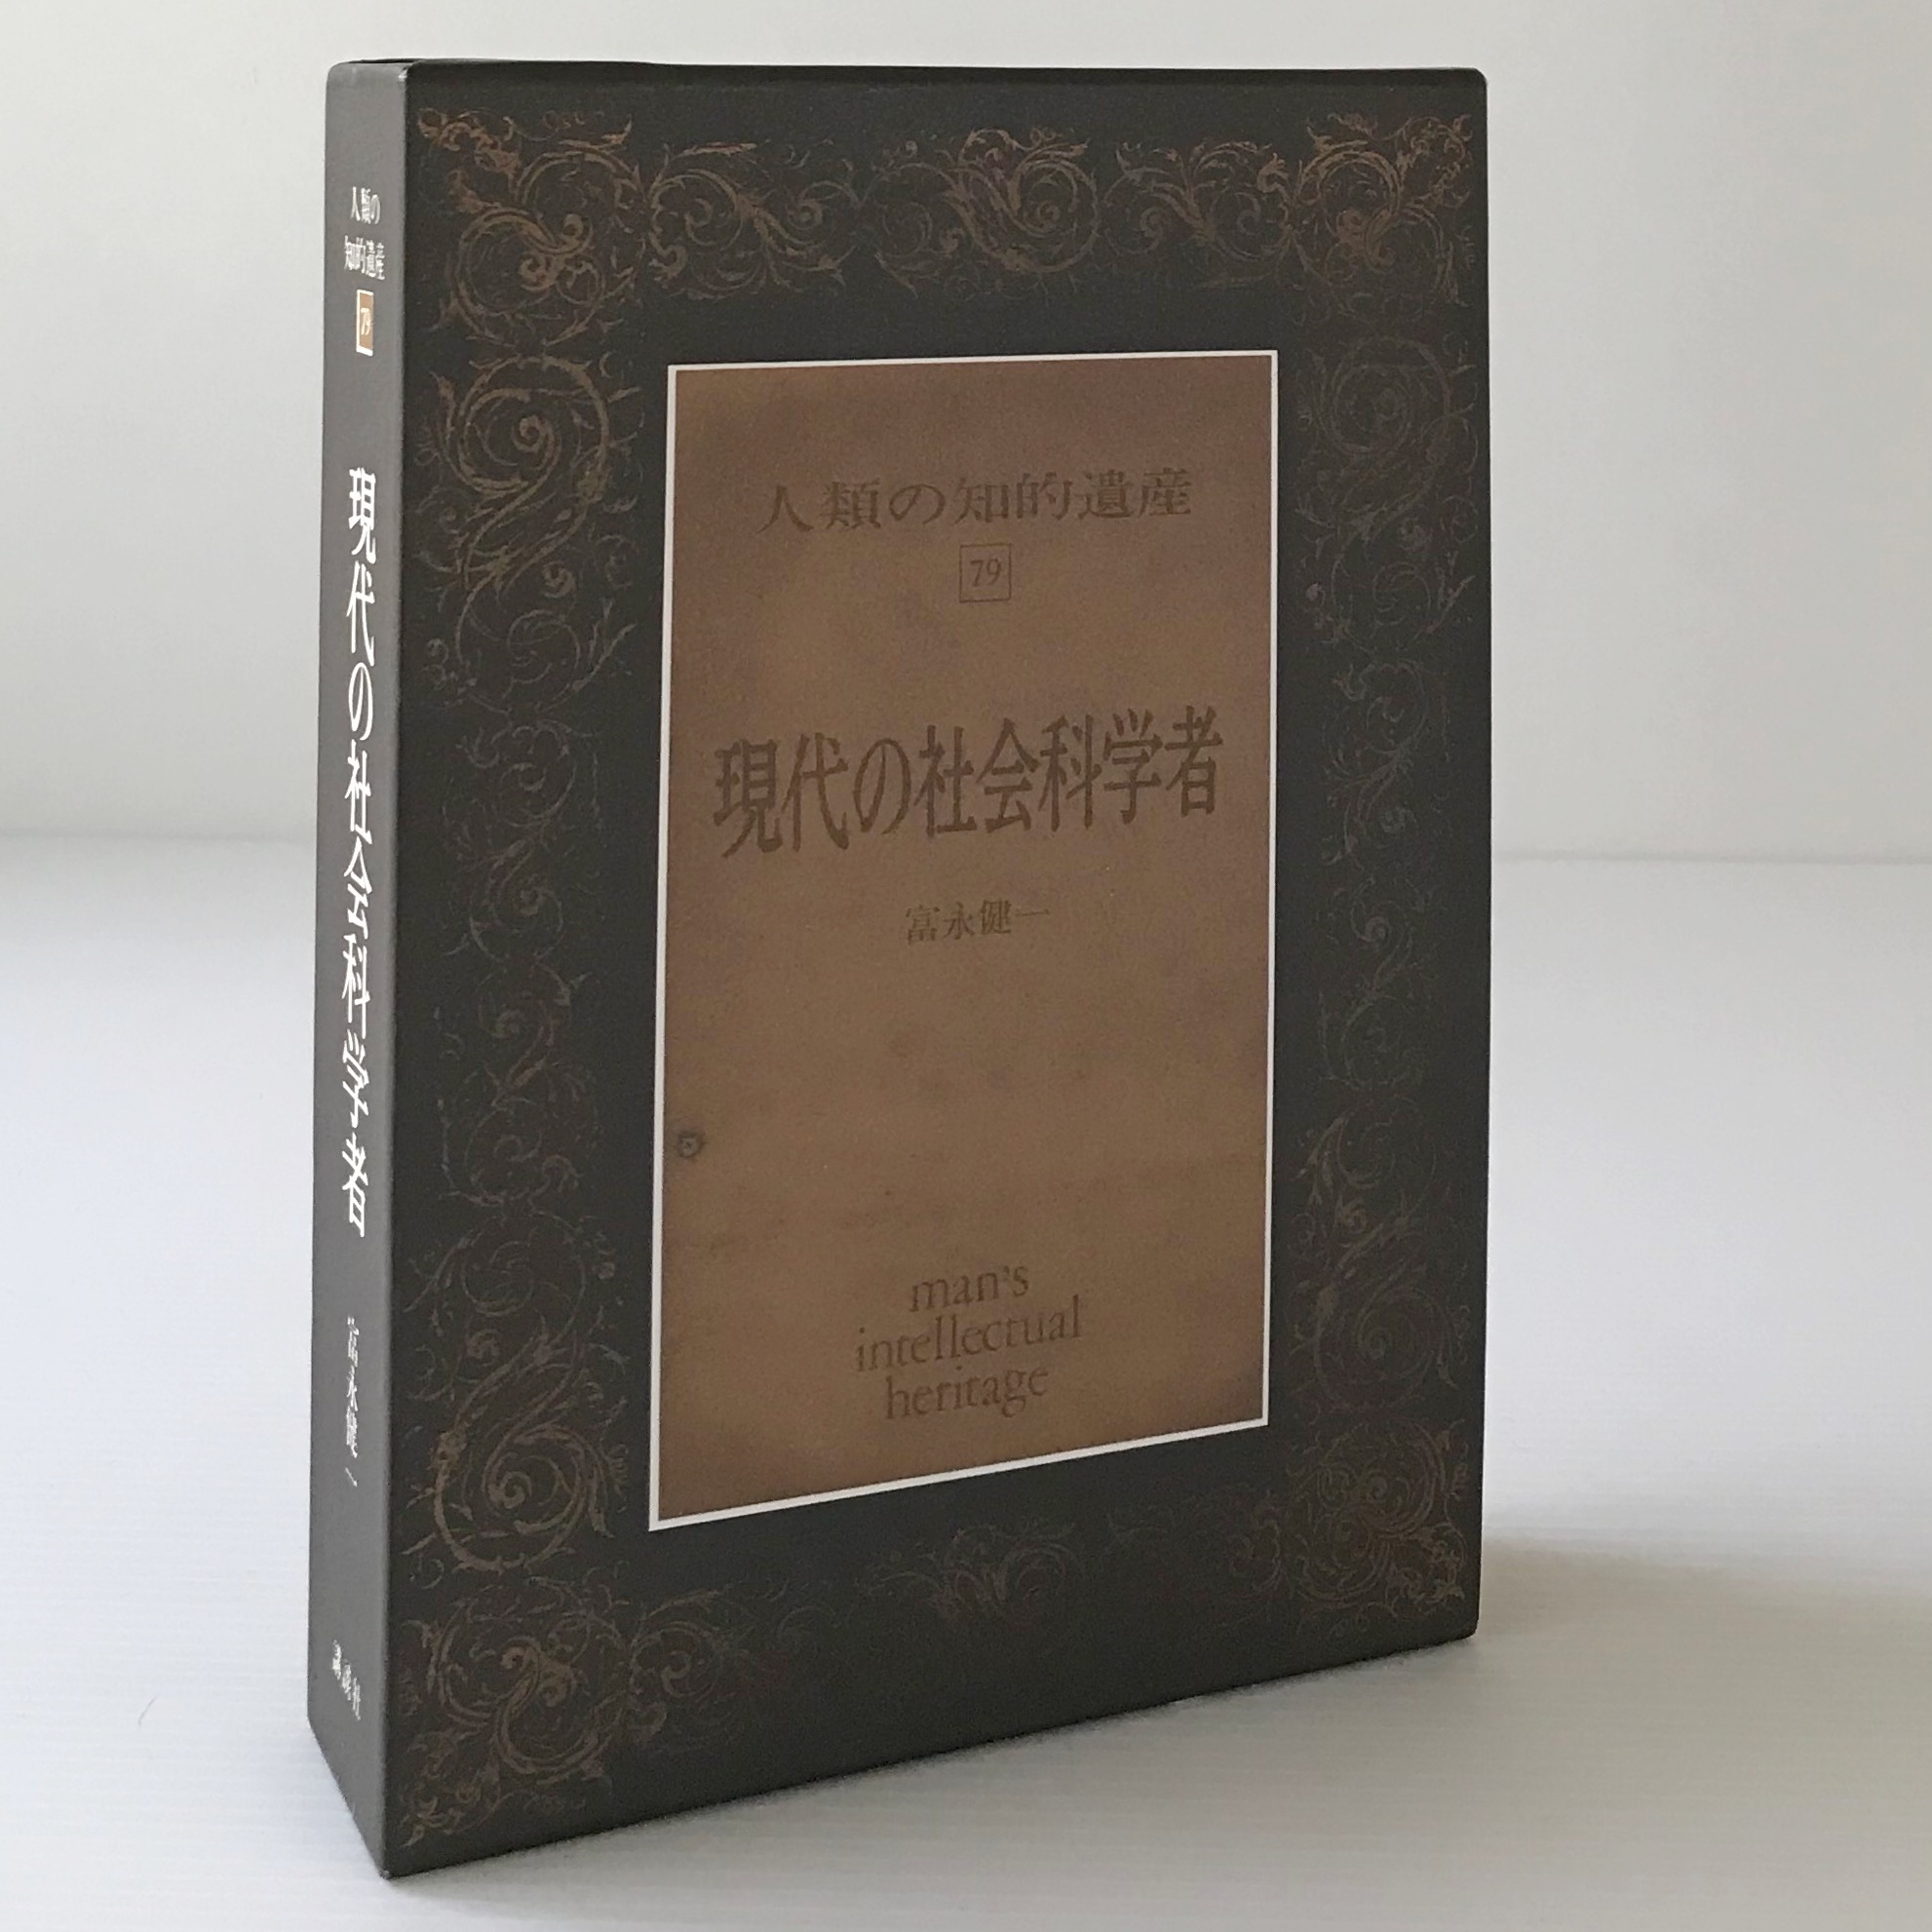 人類の
知的遺産
79
現代の社会科学者
富永健一
講談社
人類の知的遺産
79
現代の社会科学者
富永健一
man's
intellectual
heritage